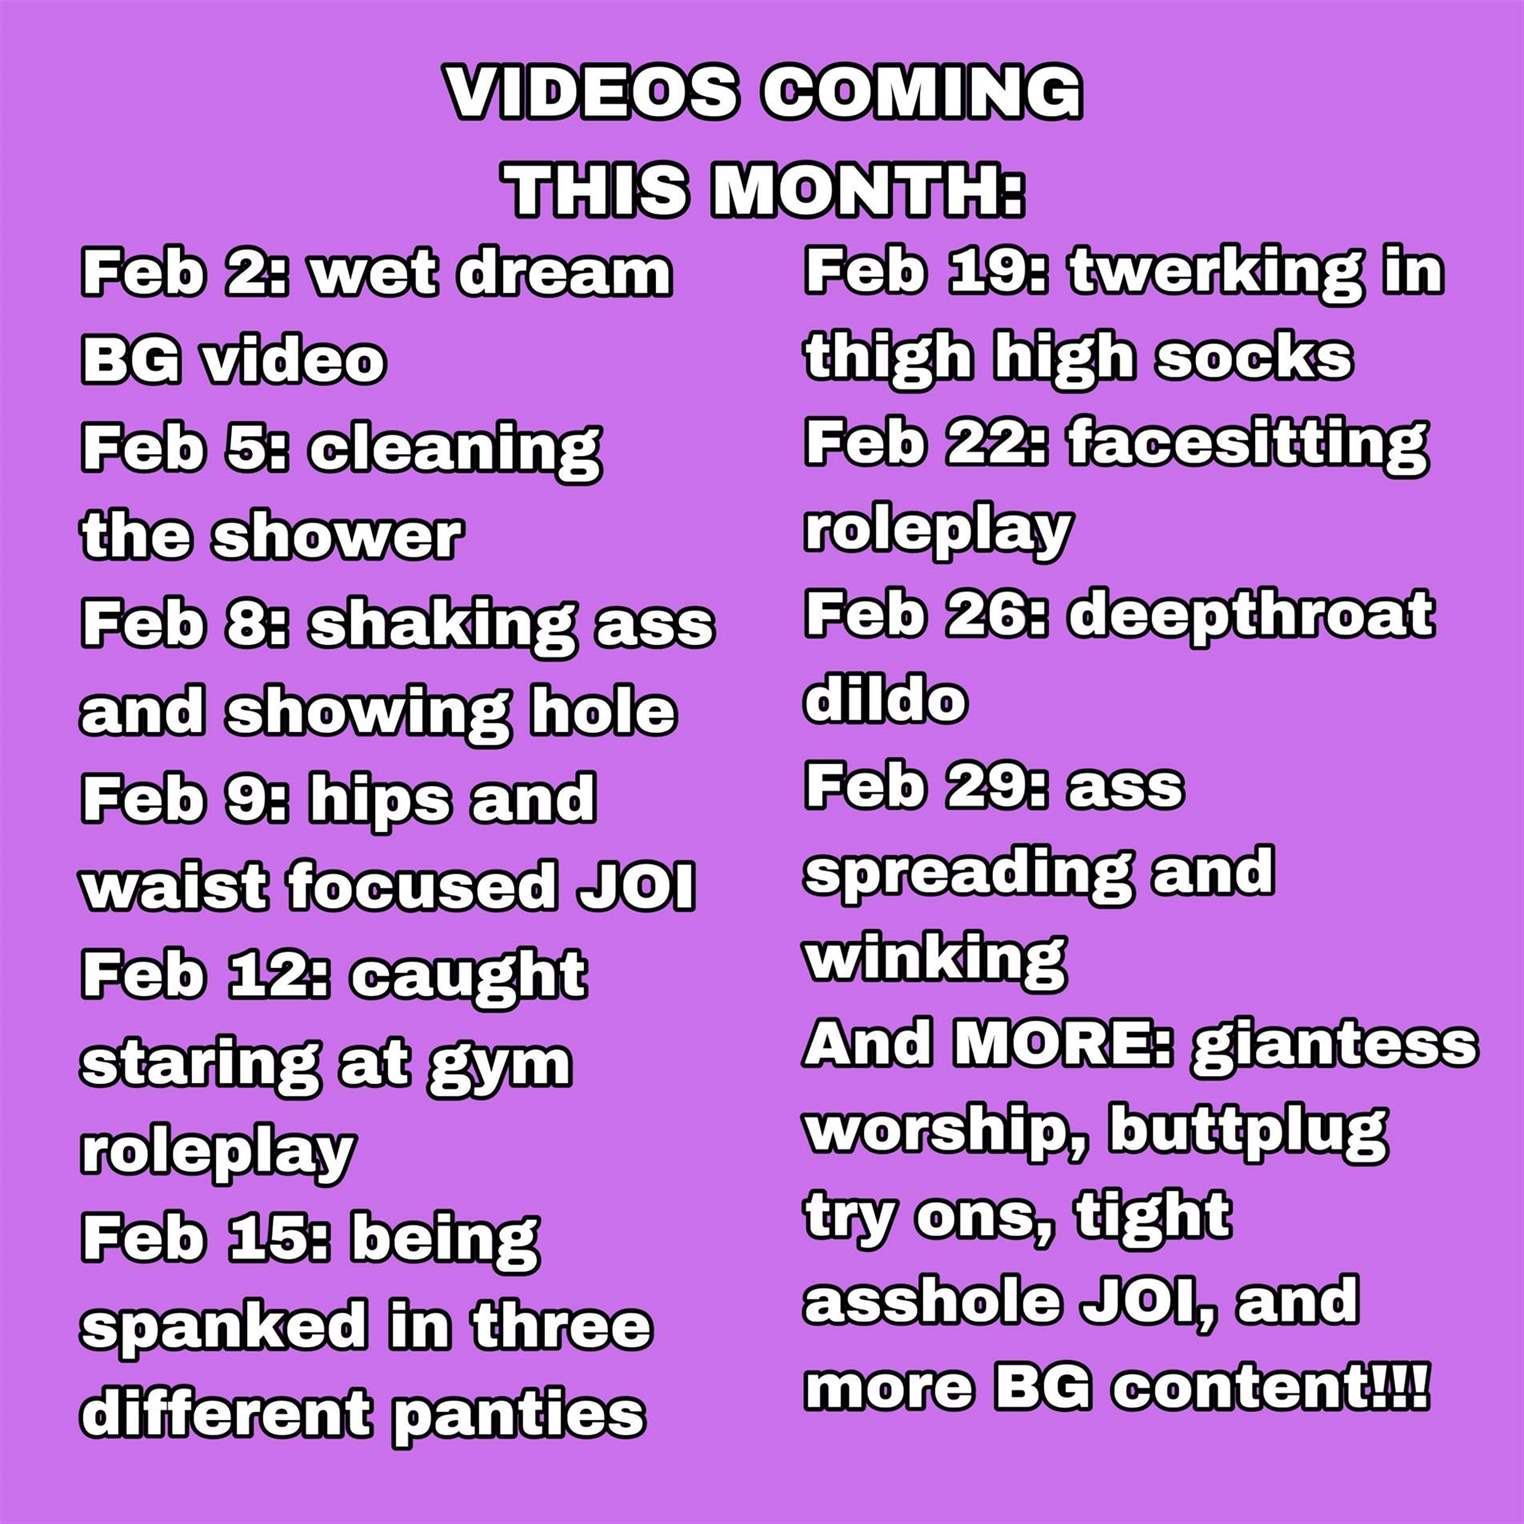 VIDEOS COMING
THIS MONTH:
Feb 2: wet dream
BG video
Feb 5: cleaning
the shower
Feb 8: shaking ass
and showing hole
Feb 9: hips and
waist focused JOI
Feb 12: caught
staring at gym
roleplay
Feb 15: being
spanked in three
different panties
Feb 19: twerking in
thigh high socks
Feb 22: facesitting
roleplay
Feb 26: deepthroat
dildo
Feb 29: ass
spreading and
winking
And MORE: giantess
worship, buttplug
try ons, tight
asshole JOI, and
more BG content!!!